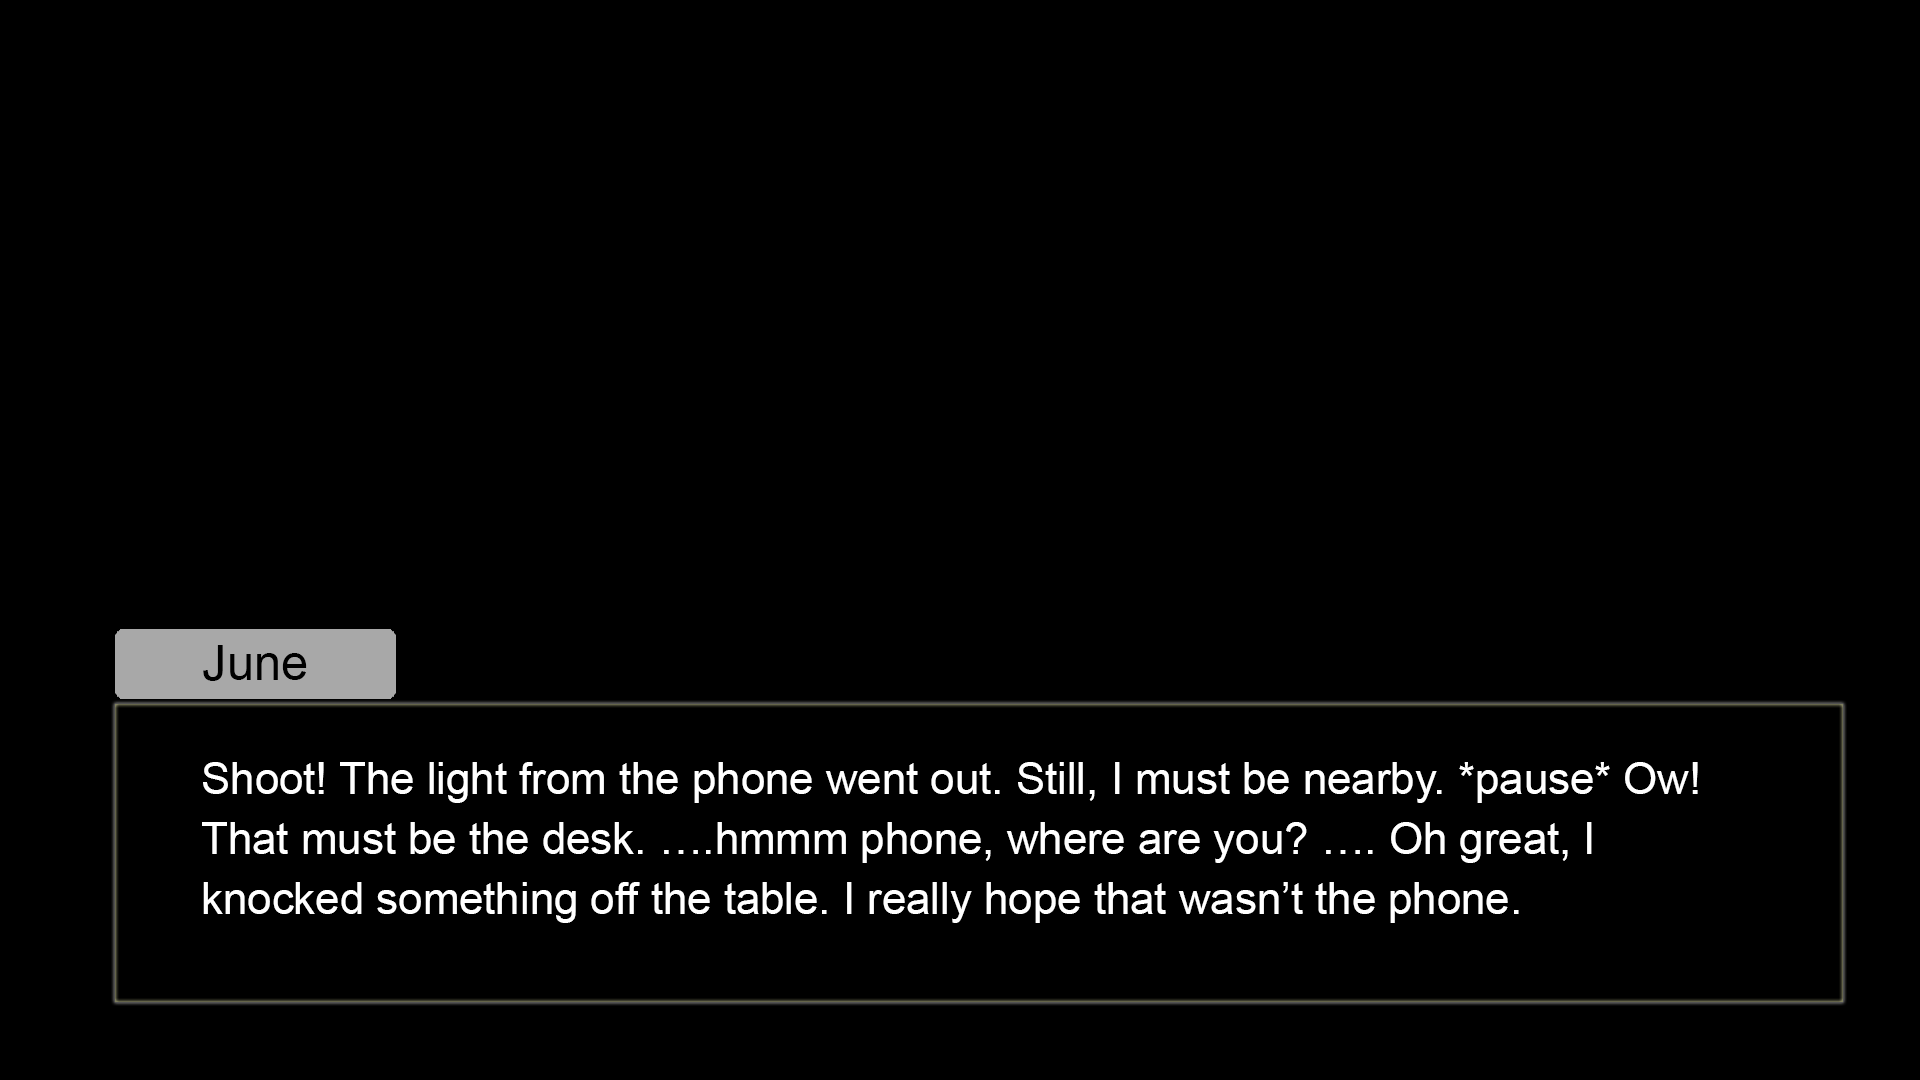 June
Shoot! The light from the phone went out. Still, I must be nearby. *pause* Ow!
That must be the desk. ….hmmm phone, where are you? …. Oh great, I
knocked something off the table. I really hope that wasn’t the phone.